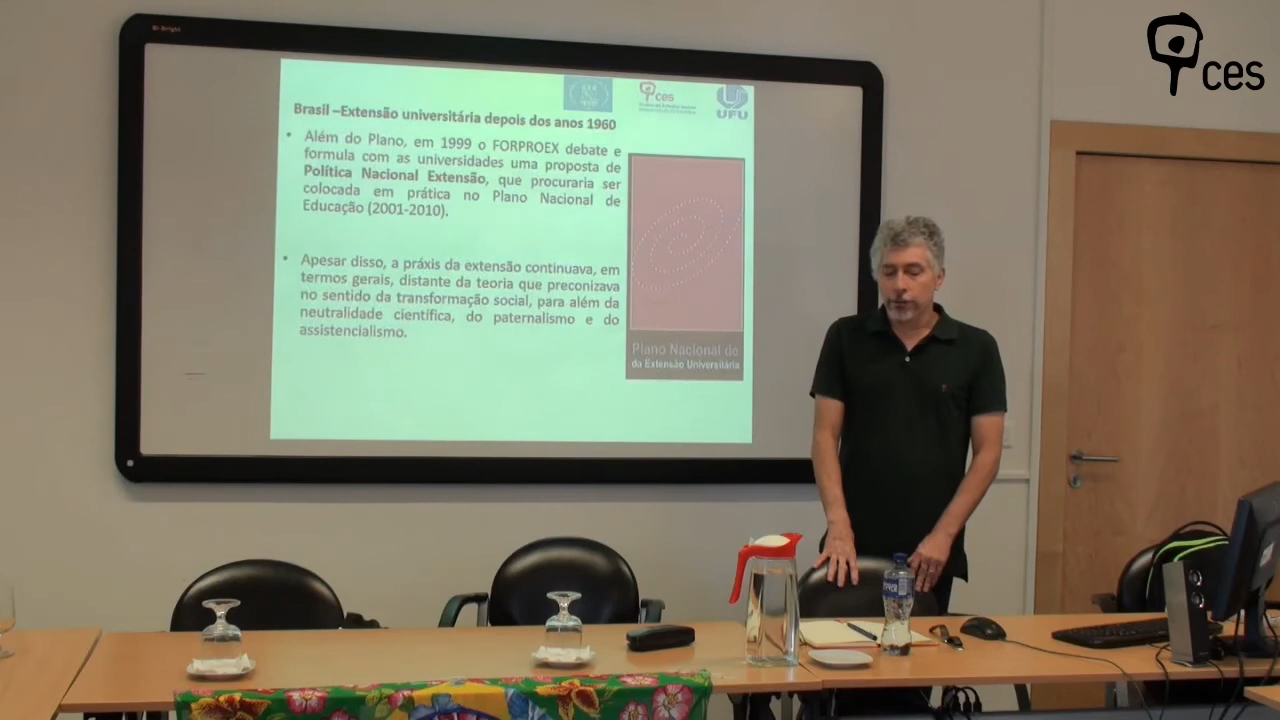 ces
ces
UFU
Brasil –Extensão universitária depois dos anos 1960
• Além do Plano, em 1999 o FORPROEX debate e
formula com as universidades uma proposta de
Política Nacional Extensão, que procuraria ser
colocada em prática no Plano Nacional de
Educação (2001-2010).
• Apesar disso, a práxis da extensão continuava, em
termos gerais, distante da teoria que preconizava
no sentido da transformação social, para além da
neutralidade científica, do paternalismo e do
assistencialismo.
Plano Nacional de
da Extensão Universitária